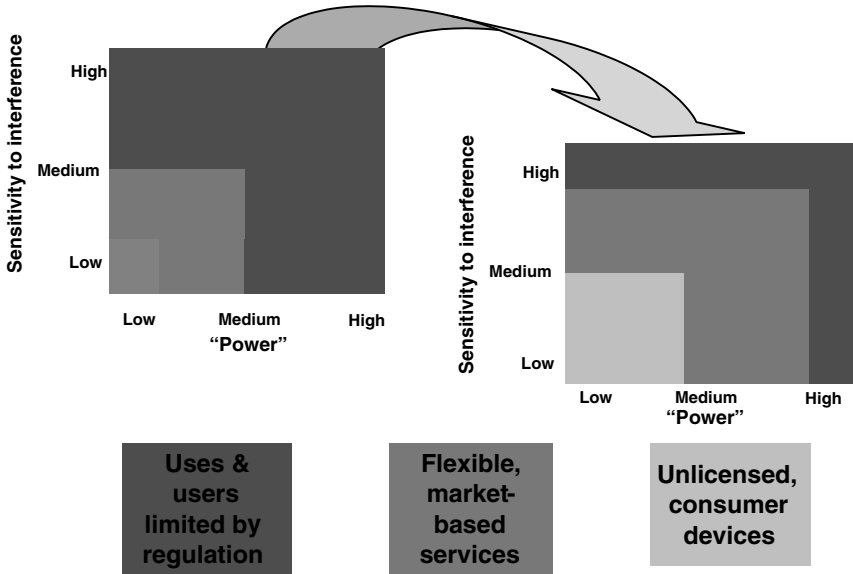 Sensitivity to interference
High
Medium
Low
Low Medium High
“Power”
Sensitivity to interference
High
Medium
Low
Low Medium High
“Power”
Uses &
users
limited by
regulation
Flexible,
market-
based
services
Unlicensed,
consumer
devices